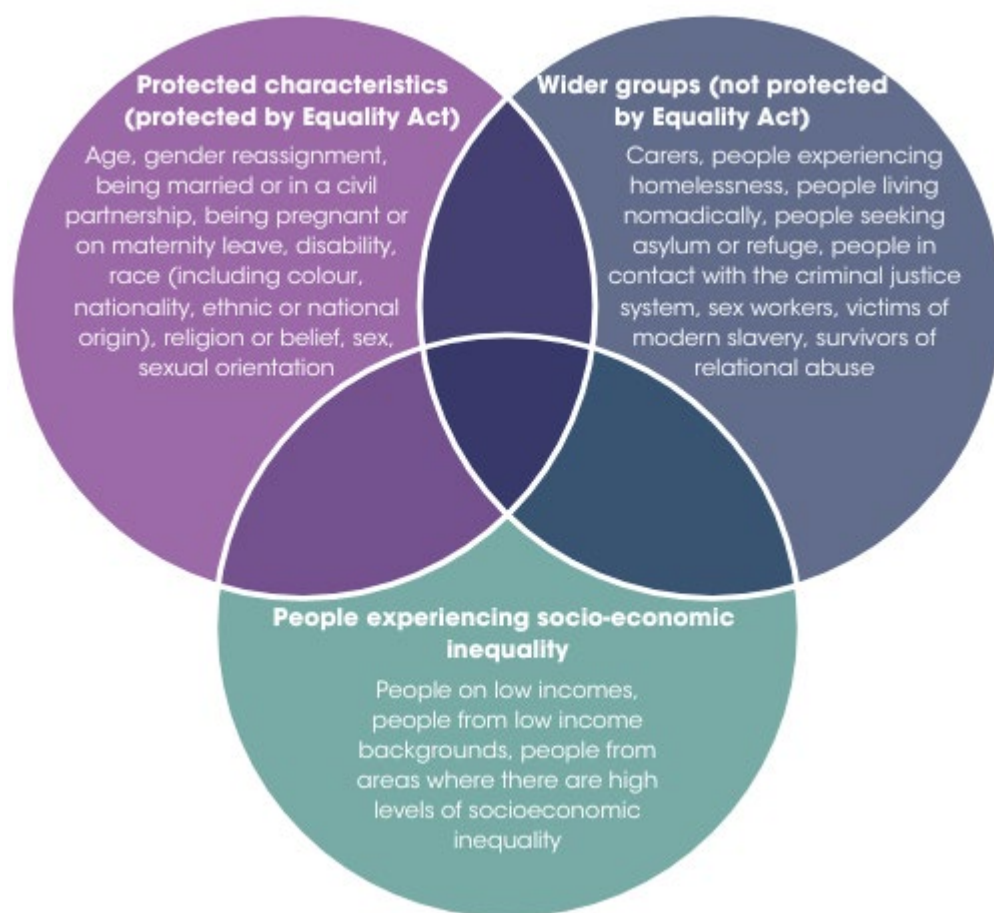 Protected characteristics
(protected by Equality Act)
Age, gender reassignment,
being married or in a civil
partnership, being pregnant or
on maternity leave, disability,
race (including colour,
nationality, ethnic or national
origin), religion or belief, sex,
sexual orientation
Wider groups (not protected
by Equality Act)
Carers, people experiencing
homelessness, people living
nomadically, people seeking
asylum or refuge, people in
contact with the criminal justice
system, sex workers, victims of
modern slavery, survivors of
relational abuse
People experiencing socio-economic
inequality
People on low incomes,
people from low income
backgrounds, people from
areas where there are high
levels of socioeconomic
inequality